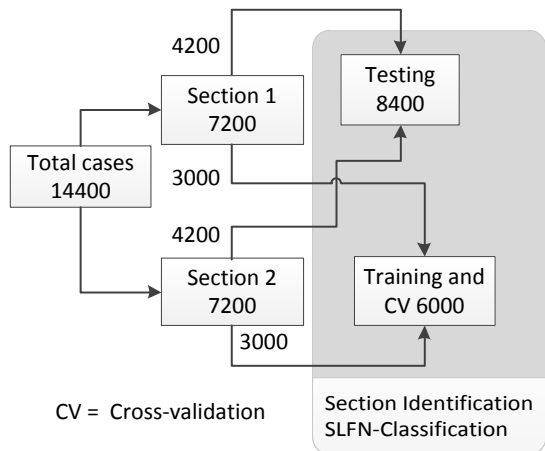 4200
Testing
8400
Section 1
7200
Total cases
14400
3000
4200
Section 2
7200
Training and
CV 6000
3000
CV = Cross-validation
Section Identification
SLFN-Classification